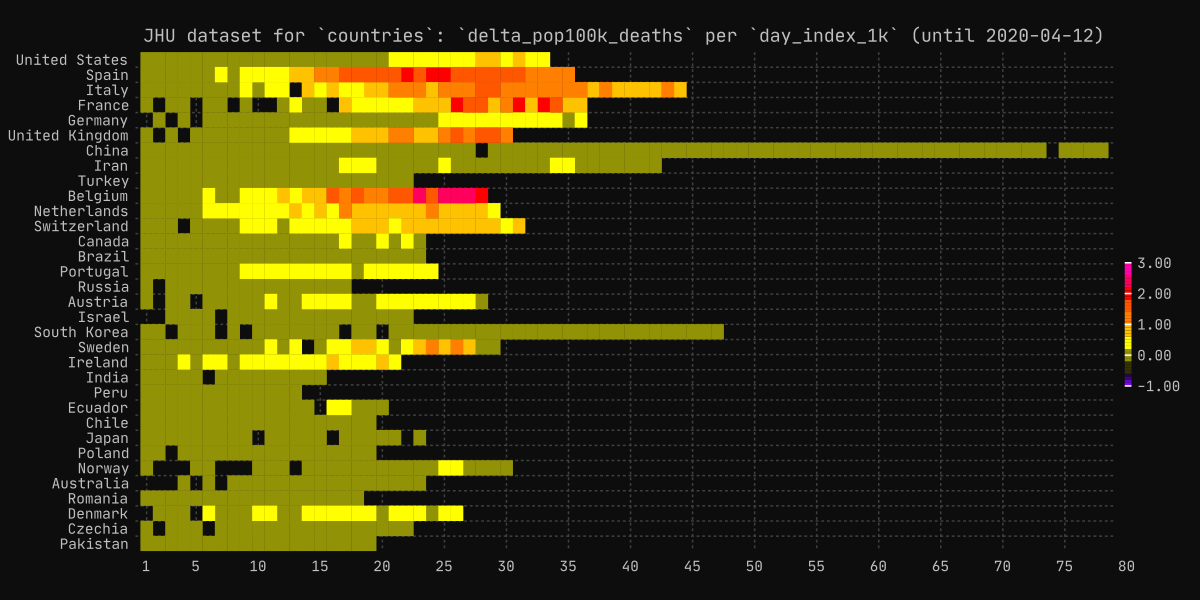 JHU dataset for `countries`: `delta_pop100k_deaths` per `day_index_1k` (until 2020-04-12)
United States
Spain
Italy
France
Germany
United Kingdom
China
Iran
Turkey
Belgium
Netherlands
Switzerland
Canada
Brazil
Portugal
Russia
Austria
Israel
South Korea
Sweden
Ireland
India
Peru
Ecuador
Chile
Japan
Poland
Norway
Australia
Romania
Denmark
Czechia
Pakistan
1 5 10 15 20 25 30 35 40 45 50 55 60 65 70 75 80
3.00
2.00
1.00
0.00
-1.00